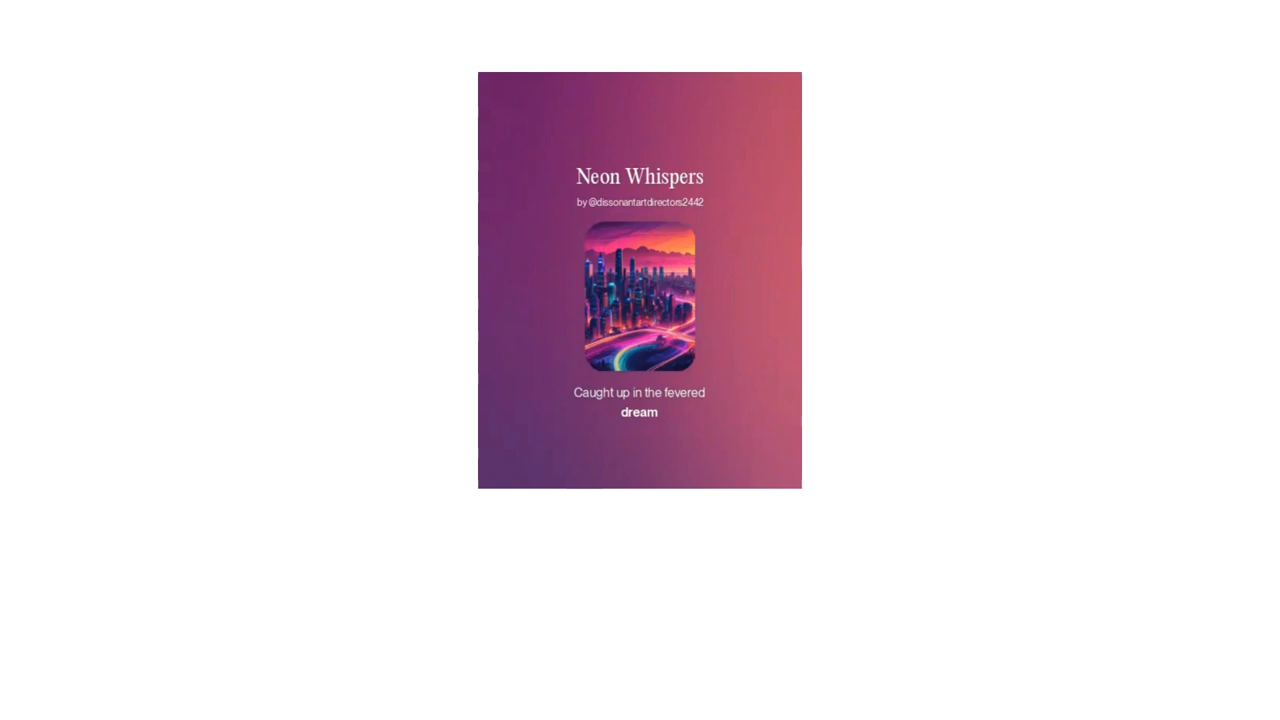 Neon Whispers
by @dissonantartdirectors2442
Caught up in the fevered
dream